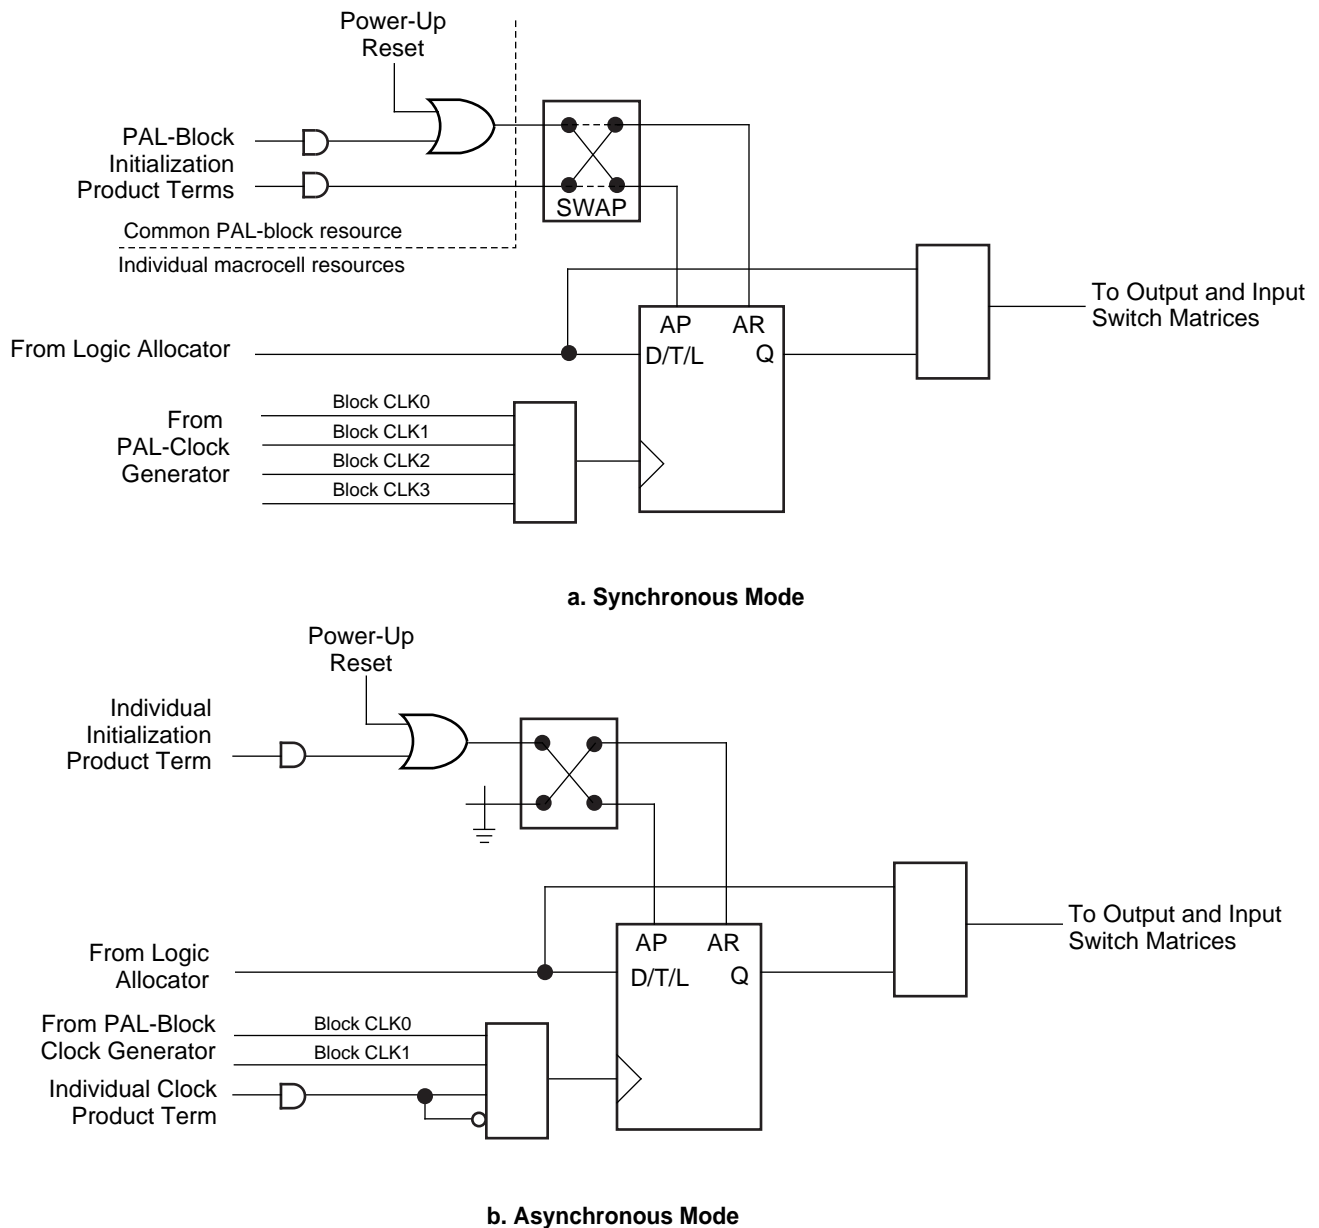 Power-Up
Reset
PAL-Block
Initialization
Product Terms
SWAP
Common PAL-block resource
Individual macrocell resources
To Output and Input
Switch Matrices
AP AR
From Logic Allocator
D/T/L Q
From
PAL-Clock
Generator
Block CLK0
Block CLK1
Block CLK2
Block CLK3
a. Synchronous Mode
Power-Up
Reset
Individual
Initialization
Product Term
To Output and Input
Switch Matrices
AP AR
From Logic
Allocator
D/T/L Q
From PAL-Block
Clock Generator
Block CLK0
Block CLK1
Individual Clock
Product Term
b. Asynchronous Mode